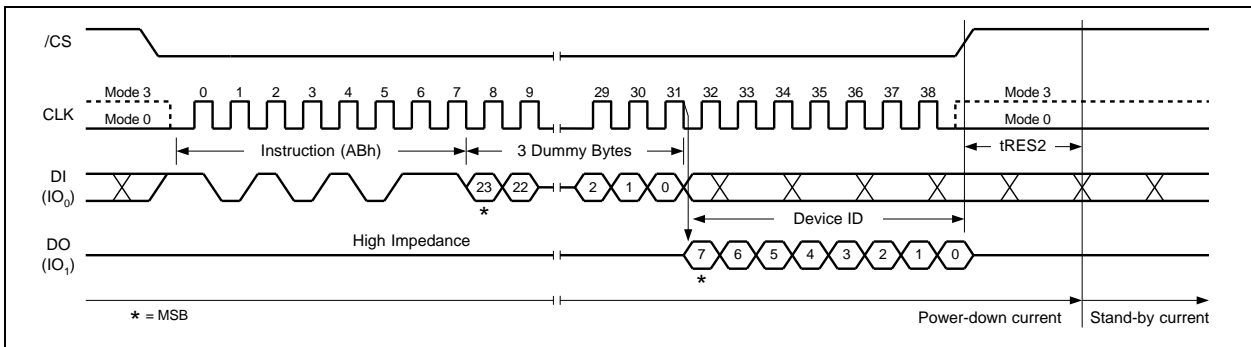 /CS
Mode 3
0 1 2 3 4 5 6 7 8 9 29 30 31 32 33 34 35 36 37 38
Mode 3
CLK
Mode 0
Mode 0
Instruction (ABh)
3 Dummy Bytes
tRES2
DI
(IO0)
23 22 2 1 0
*
Device ID
DO
(IO1)
High Impedance
7 6 5 4 3 2 1 0
*
* = MSB
Power-down current
Stand-by current